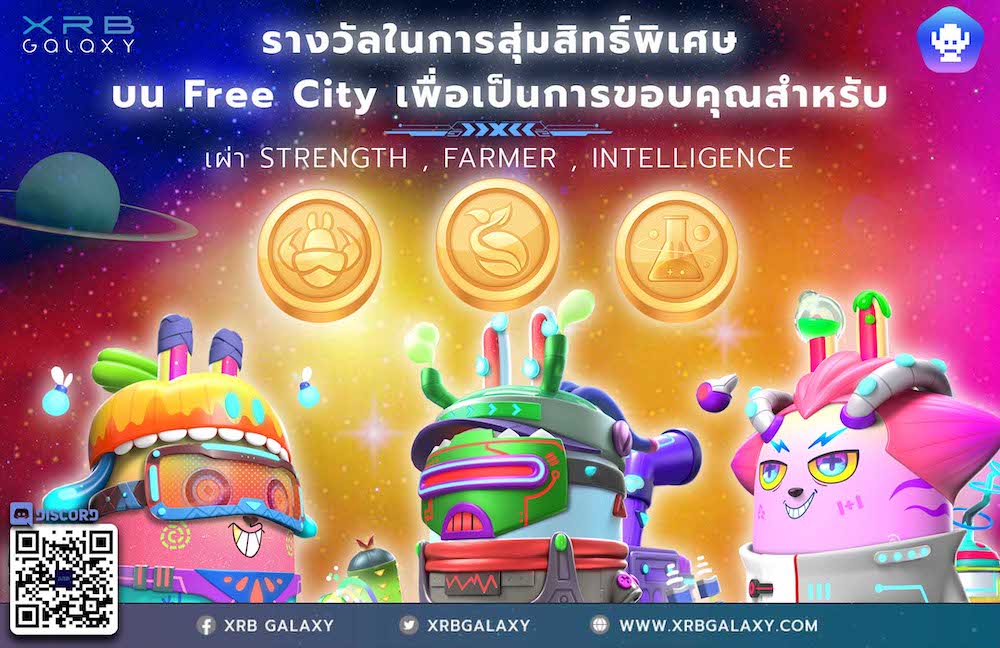 XRB
GALAXY
รางวัลในการสุ่มสิทธิ์พิเศษ
บน Free City เพื่อเป็นการขอบคุณสำหรับ
เผ่า STRENGTH , FARMER , INTELLIGENCE
1+1
DISCORD
XRB GALAXY
XRBGALAXY
WWW.XRBGALAXY.COM